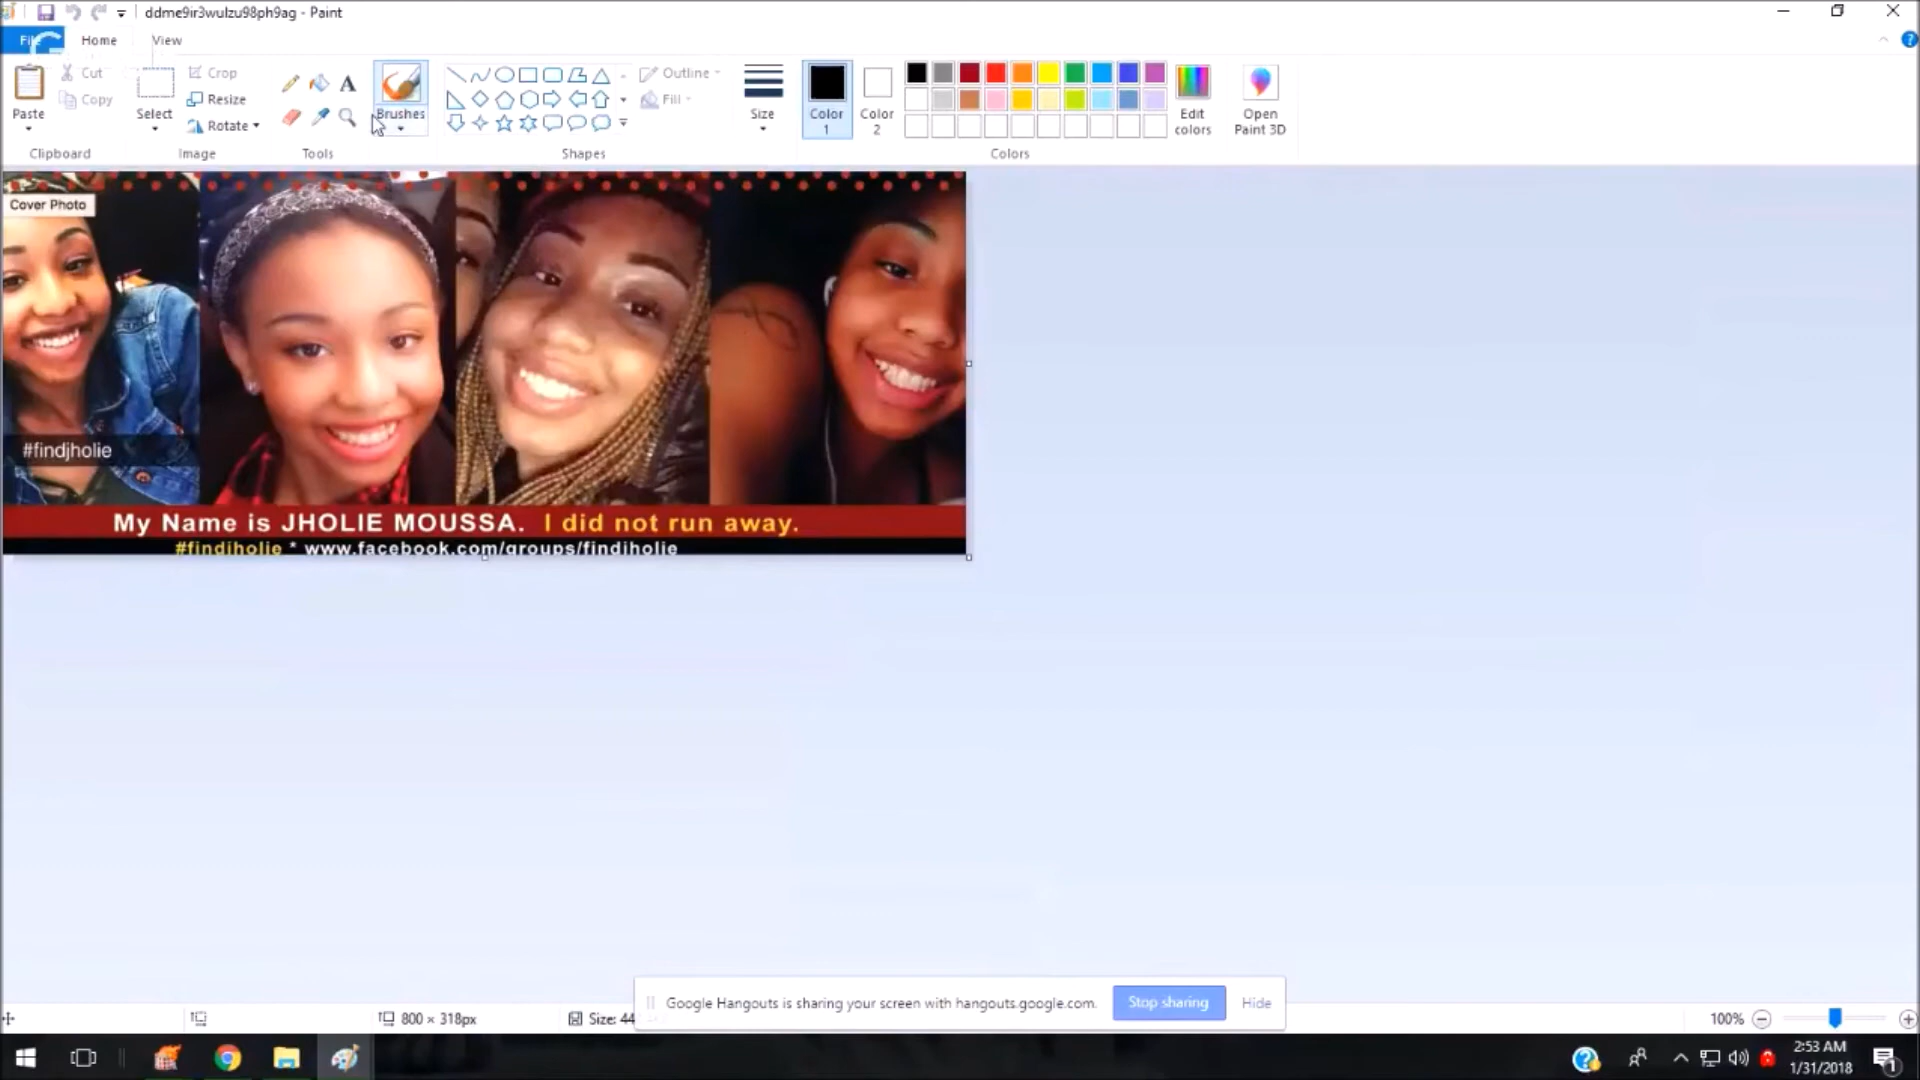 ddme9ir3wulzu98ph9ag - Paint
File Home View
Paste
Cut
Copy
Clipboard
Select
Crop
Resize
Rotate
Image
A
Tools
Brushes
Outline
Fill
Shapes
Size
Color 1
Color 2
Colors
Edit colors
Open Paint 3D
Cover Photo
#findjholie
My Name is JHOLIE MOUSSA. I did not run away.
#findjholie * www.facebook.com/groups/findjholie
Google Hangouts is sharing your screen with hangouts.google.com. Stop sharing Hide
800 × 318px Size: 44 100%
2:53 AM
1/31/2018
1